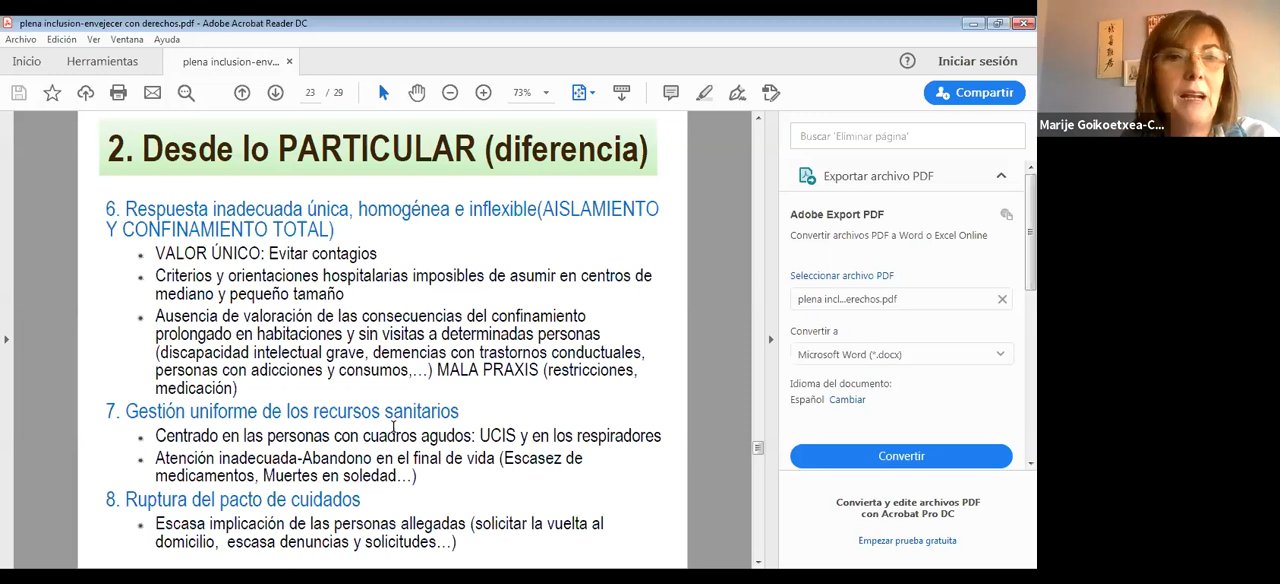 plena inclusion-envejecer con derechos.pdf - Adobe Acrobat Reader DC
Archivo Edición Ver Ventana Ayuda
Inicio Herramientas plena inclusion-env... ×
Iniciar sesión
23 / 29
73%
Compartir
2. Desde lo PARTICULAR (diferencia)
6. Respuesta inadecuada única, homogénea e inflexible(AISLAMIENTO
Y CONFINAMIENTO TOTAL)
VALOR ÚNICO: Evitar contagios
Criterios y orientaciones hospitalarias imposibles de asumir en centros de
mediano y pequeño tamaño
Ausencia de valoración de las consecuencias del confinamiento
prolongado en habitaciones y sin visitas a determinadas personas
(discapacidad intelectual grave, demencias con trastornos conductuales,
personas con adicciones y consumos,...) MALA PRAXIS (restricciones,
medicación)
7. Gestión uniforme de los recursos sanitarios
Centrado en las personas con cuadros agudos: UCIS y en los respiradores
Atención inadecuada-Abandono en el final de vida (Escasez de
medicamentos, Muertes en soledad...)
8. Ruptura del pacto de cuidados
Escasa implicación de las personas allegadas (solicitar la vuelta al
domicilio, escasa denuncias y solicitudes...)
Buscar 'Eliminar página'
Exportar archivo PDF
Adobe Export PDF
Convertir archivos PDF a Word o Excel Online
Seleccionar archivo PDF
plena incl...erechos.pdf
Convertir a
Microsoft Word (*.docx)
Idioma del documento:
Español Cambiar
Convertir
Convierta y edite archivos PDF
con Acrobat Pro DC
Empezar prueba gratuita
Marije Goikoetxea-C...